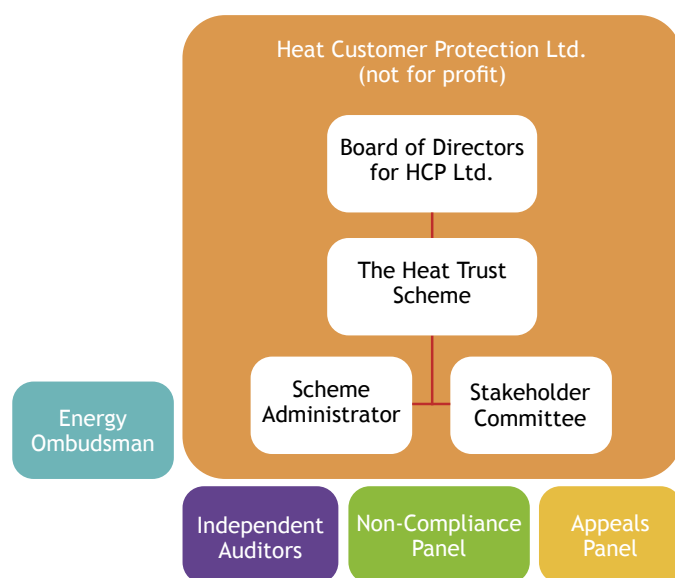 Heat Customer Protection Ltd.
(not for profit)
Board of Directors
for HCP Ltd.
The Heat Trust
Scheme
Scheme
Administrator
Stakeholder
Committee
Energy
Ombudsman
Independent
Auditors
Non-Compliance
Panel
Appeals
Panel